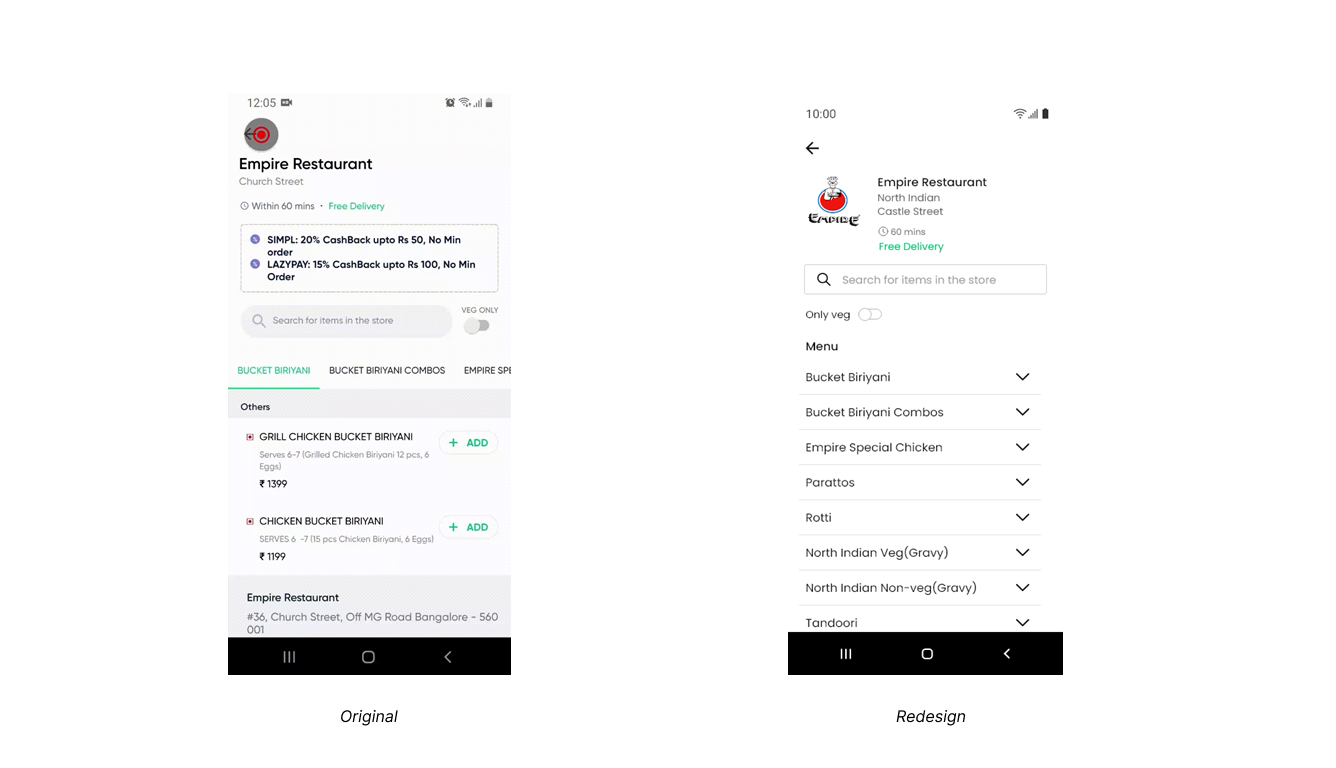 12:05
Empire Restaurant
Church Street
Within 60 mins • Free Delivery
SIMPL: 20% CashBack upto Rs 50, No Min
order
LAZYPAY: 15% CashBack upto Rs 100, No Min
Order
Search for items in the store
VEG ONLY
BUCKET BIRIYANI BUCKET BIRIYANI COMBOS EMPIRE SPE
Others
GRILL CHICKEN BUCKET BIRIYANI
+ ADD
Serves 6-7 (Grilled Chicken Biriyani 12 pcs, 6
Eggs)
₹ 1399
CHICKEN BUCKET BIRIYANI
+ ADD
SERVES 6 -7 (15 pcs Chicken Biriyani, 6 Eggs)
₹ 1199
Empire Restaurant
#36, Church Street, Off MG Road Bangalore - 560
001
Original
10:00
EMPIRE
Empire Restaurant
North Indian
Castle Street
60 mins
Free Delivery
Search for items in the store
Only veg
Menu
Bucket Biriyani
Bucket Biriyani Combos
Empire Special Chicken
Parattos
Rotti
North Indian Veg(Gravy)
North Indian Non-veg(Gravy)
Tandoori
Redesign